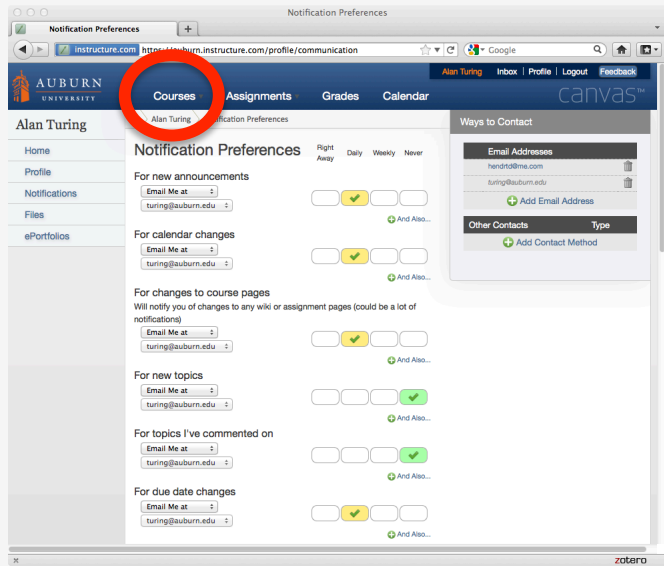 Notification Preferences
Notification Preferences
instructure.com https://auburn.instructure.com/profile/communication Google
Alan Turing Inbox Profile Logout Feedback
AUBURN
UNIVERSITY
canvas™
Courses Assignments Grades Calendar
Alan Turing
Home
Profile
Notifications
Files
ePortfolios
Alan Turing Notification Preferences
Notification Preferences
Right Away Daily Weekly Never
For new announcements
Email Me at
turing@auburn.edu
And Also...
For calendar changes
Email Me at
turing@auburn.edu
And Also...
For changes to course pages
Will notify you of changes to any wiki or assignment pages (could be a lot of
notifications)
Email Me at
turing@auburn.edu
And Also...
For new topics
Email Me at
turing@auburn.edu
And Also...
For topics I've commented on
Email Me at
turing@auburn.edu
And Also...
For due date changes
Email Me at
turing@auburn.edu
And Also...
Ways to Contact
Email Addresses
hendrtd@me.com
turing@auburn.edu
Add Email Address
Other Contacts Type
Add Contact Method
zotero